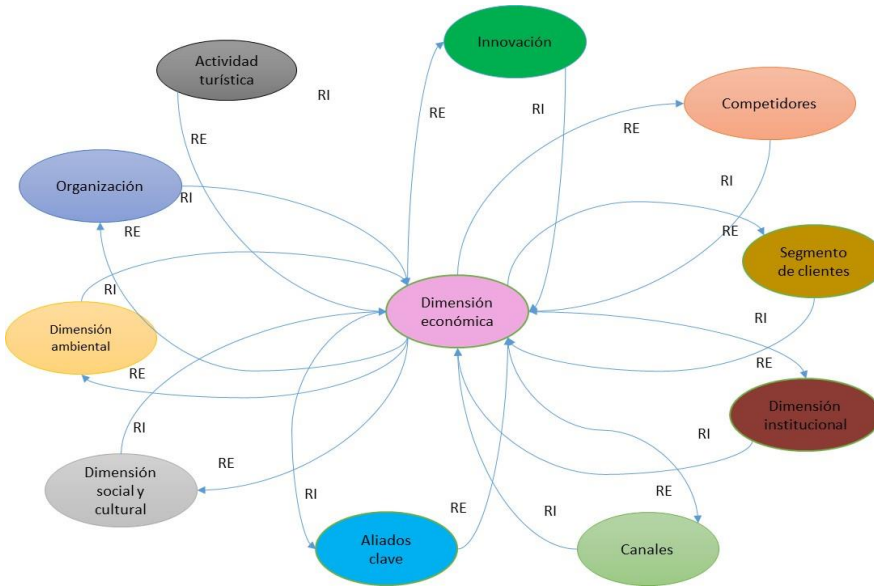 Innovación
Actividad
turística
RI
Competidores
RE
RI
RE
RE
Organización
RI
RI
RE
RE
Segmento
de clientes
Dimensión
económica
RI
Dimensión
ambiental
RI
RE
RE
Dimensión
institucional
RI
RI
RE
Dimensión
social y
cultural
RI
RE
RE
RI
Aliados
clave
Canales